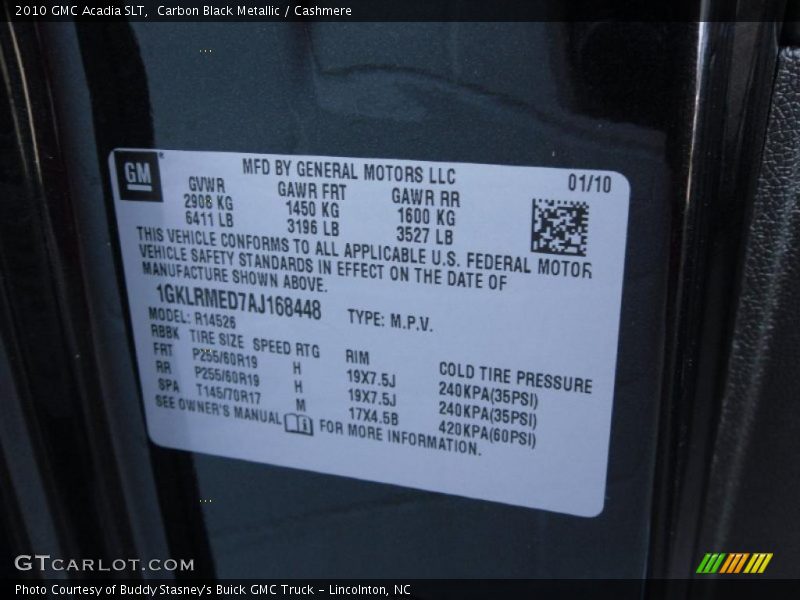 2010 GMC Acadia SLT, Carbon Black Metallic / Cashmere
GM
MFD BY GENERAL MOTORS LLC 01/10
GVWR GAWR FRT GAWR RR
2908 KG 1450 KG 1600 KG
6411 LB 3196 LB 3527 LB
THIS VEHICLE CONFORMS TO ALL APPLICABLE U.S. FEDERAL MOTOR
VEHICLE SAFETY STANDARDS IN EFFECT ON THE DATE OF
MANUFACTURE SHOWN ABOVE.
1GKLRMED7AJ168448 TYPE: M.P.V.
MODEL: R14526
RBBK TIRE SIZE SPEED RTG RIM COLD TIRE PRESSURE
FRT P255/60R19 H 19X7.5J 240KPA(35PSI)
RR P255/60R19 H 19X7.5J 240KPA(35PSI)
SPA T145/70R17 M 17X4.5B 420KPA(60PSI)
SEE OWNER'S MANUAL FOR MORE INFORMATION.
GTCARLOT.COM
Photo Courtesy of Buddy Stasney's Buick GMC Truck - Lincolnton, NC